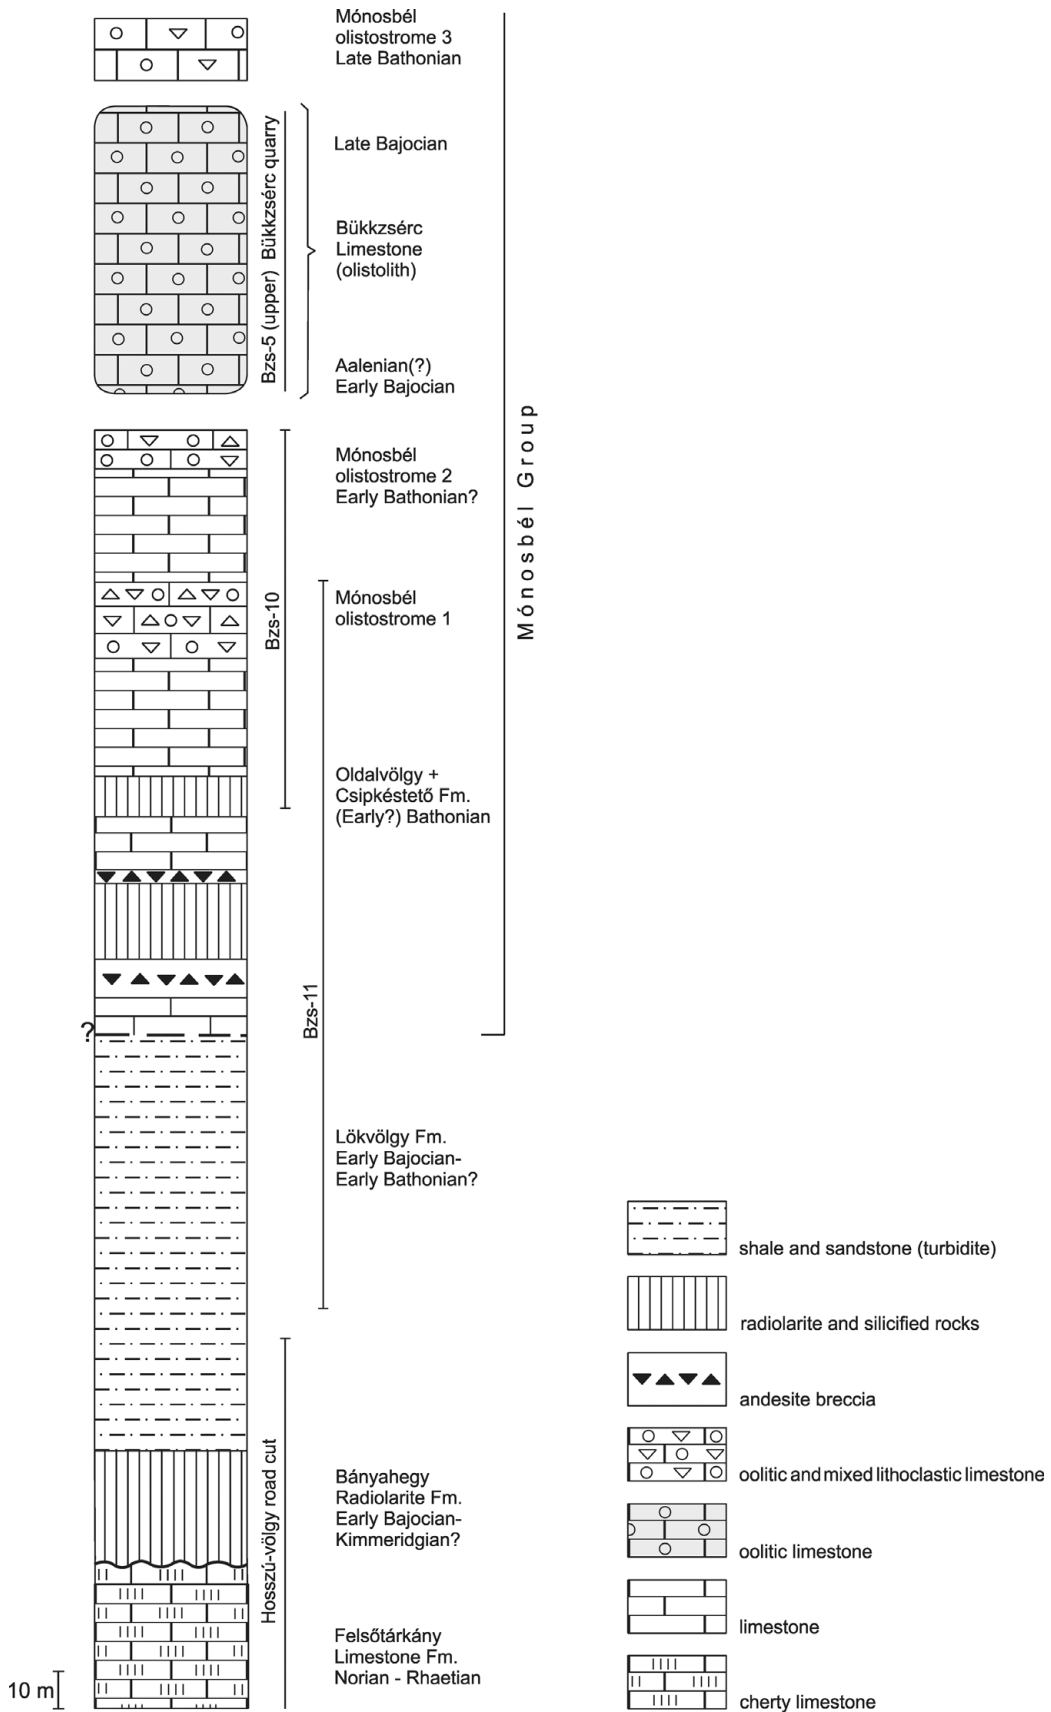 Mónosbél
olistostrome 3
Late Bathonian
Late Bajocian
Bükkzsérc
Limestone
(olistolith)
Aalenian(?)
Early Bajocian
Bzs-5 (upper) Bükkzsérc quarry
Mónosbél
olistostrome 2
Early Bathonian?
Mónosbél Group
Bzs-10
Mónosbél
olistostrome 1
Oldalvölgy +
Csipkéstető Fm.
(Early?) Bathonian
Bzs-11
?
Lökvölgy Fm.
Early Bajocian-
Early Bathonian?
Hosszú-völgy road cut
Bányahegy
Radiolarite Fm.
Early Bajocian-
Kimmeridgian?
Felsőtárkány
Limestone Fm.
Norian - Rhaetian
10 m
shale and sandstone (turbidite)
radiolarite and silicified rocks
andesite breccia
oolitic and mixed lithoclastic limestone
oolitic limestone
limestone
cherty limestone